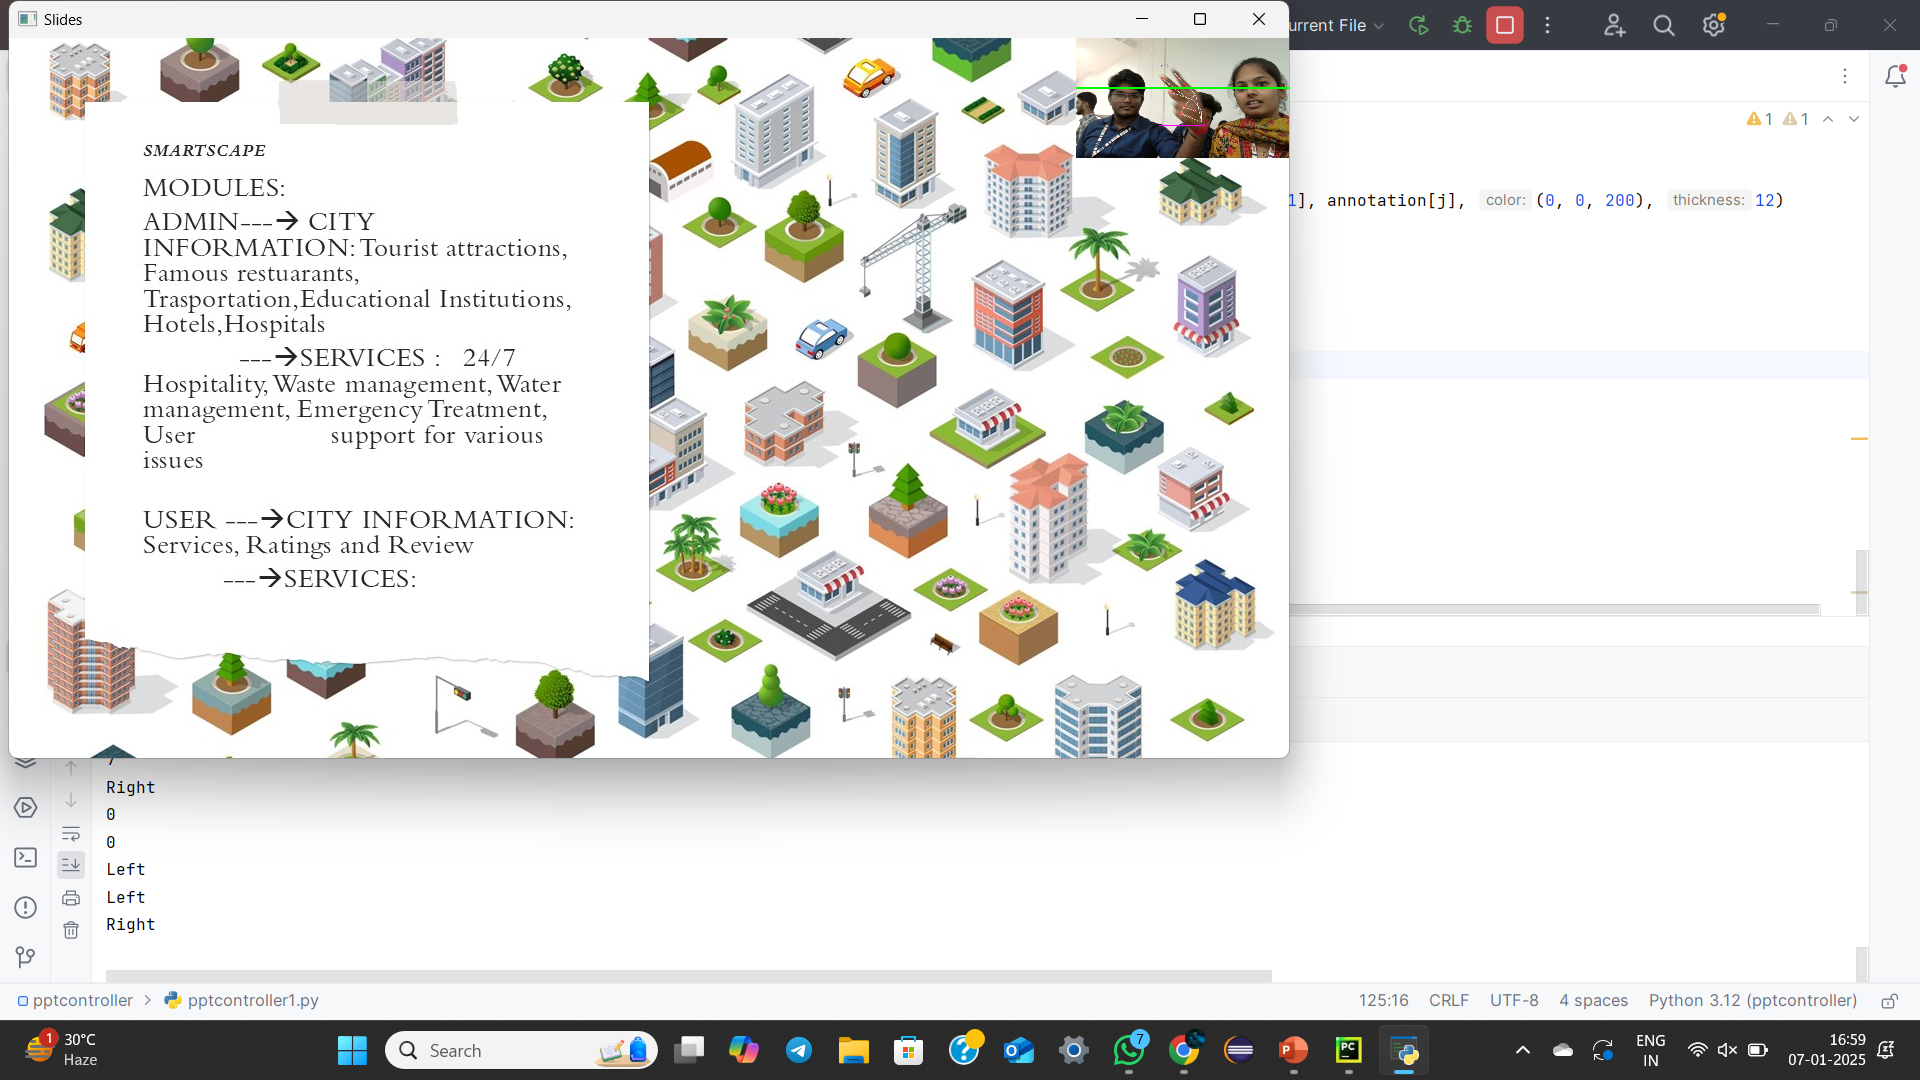 Slides
urrent File
SMARTSCAPE
MODULES:
ADMIN---→ CITY
INFORMATION: Tourist attractions,
Famous restuarants,
Trasportation,Educational Institutions,
Hotels,Hospitals
---→SERVICES : 24/7
Hospitality, Waste management, Water
management, Emergency Treatment,
User support for various
issues
USER ---→CITY INFORMATION:
Services, Ratings and Review
---→SERVICES:
1 1
1], annotation[j], color: (0, 0, 200), thickness: 12)
Right
0
0
Left
Left
Right
pptcontroller > pptcontroller1.py
125:16 CRLF UTF-8 4 spaces Python 3.12 (pptcontroller)
1
30°C
Haze
Search
7
PC
ENG
IN
16:59
07-01-2025